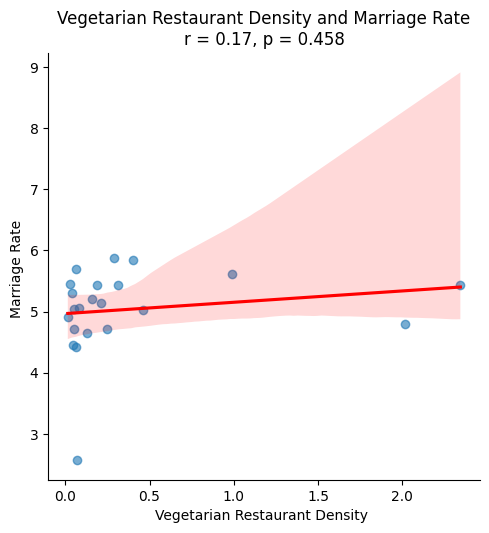 Vegetarian Restaurant Density and Marriage Rate
r = 0.17, p = 0.458
9
8
7
6
5
4
3
Marriage Rate
0.0 0.5 1.0 1.5 2.0
Vegetarian Restaurant Density